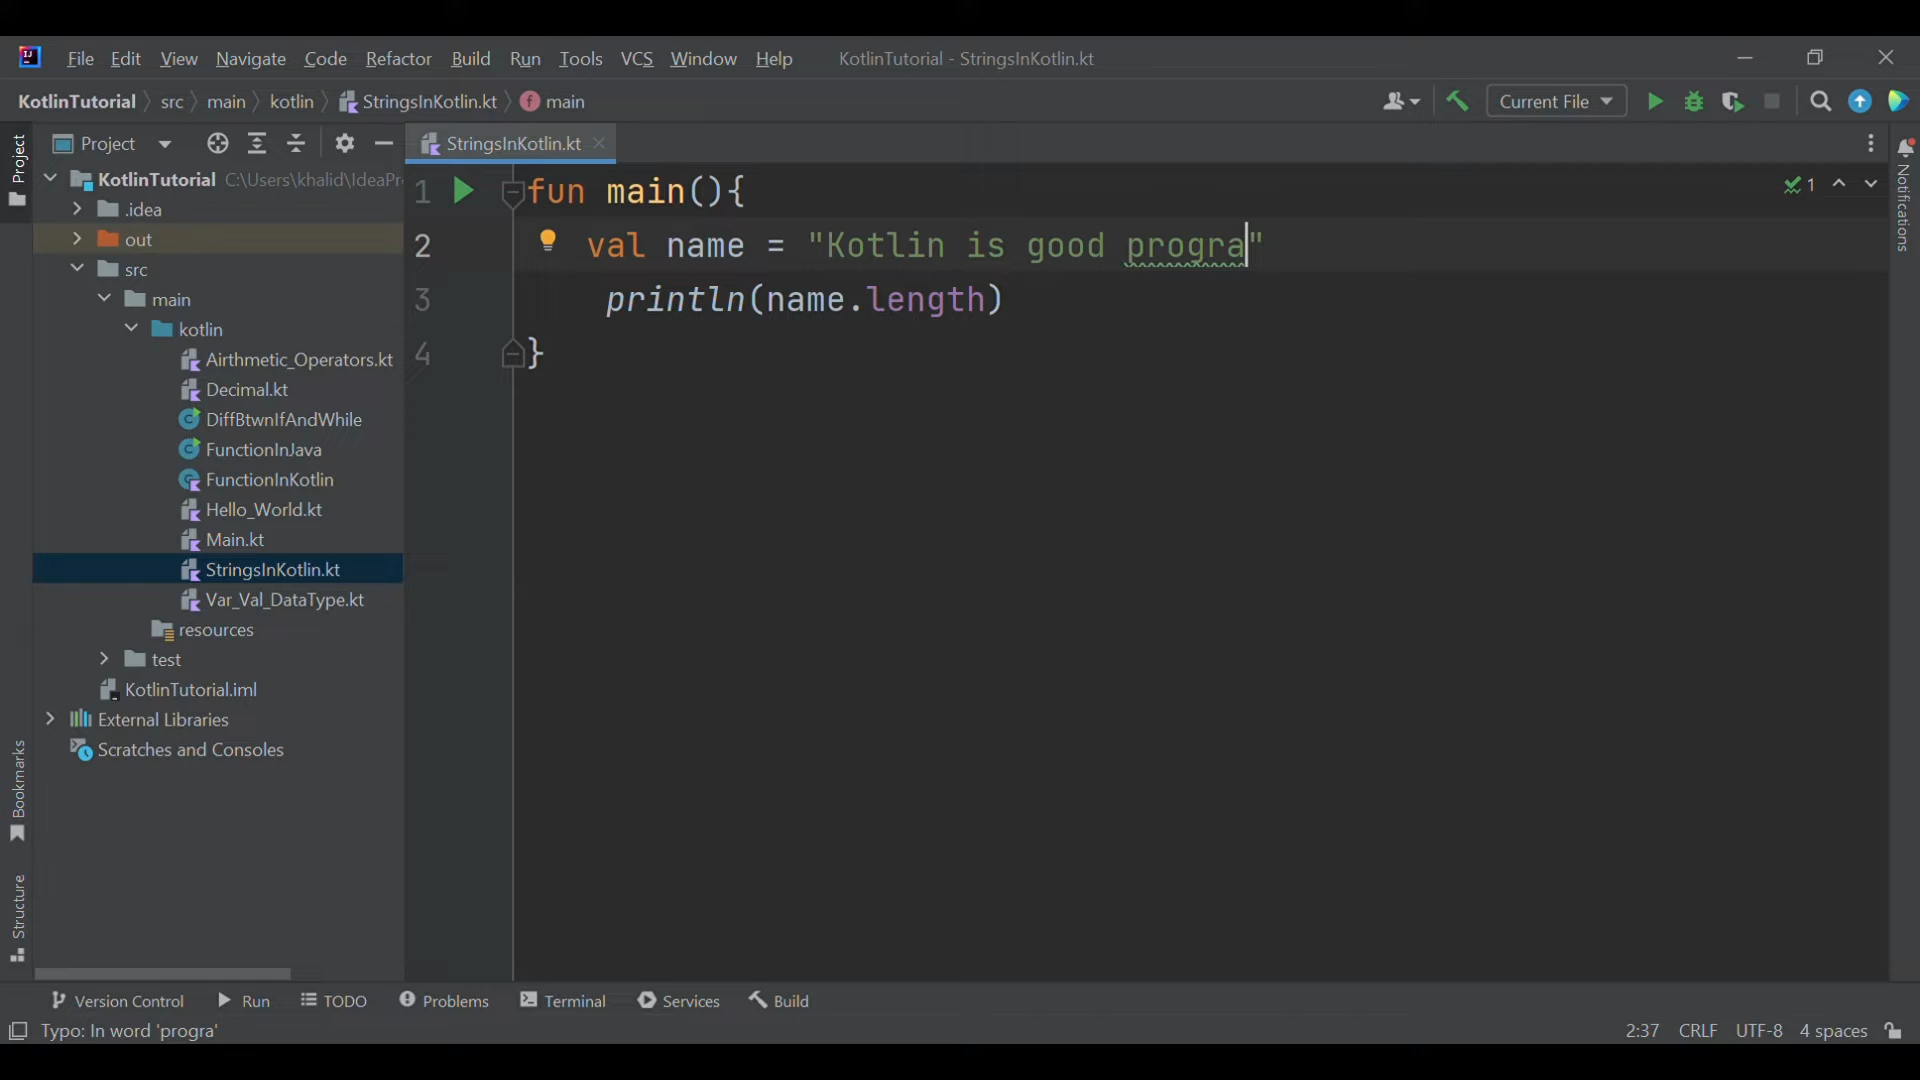 File Edit View Navigate Code Refactor Build Run Tools VCS Window Help KotlinTutorial - StringsInKotlin.kt
KotlinTutorial src main kotlin StringsInKotlin.kt main Current File
Project StringsInKotlin.kt
Project
KotlinTutorial C:\Users\khalid\IdeaPr
.idea
out
src
main
kotlin
Airthmetic_Operators.kt
Decimal.kt
DiffBtwnIfAndWhile
FunctionInJava
FunctionInKotlin
Hello_World.kt
Main.kt
StringsInKotlin.kt
Var_Val_DataType.kt
resources
test
KotlinTutorial.iml
External Libraries
Scratches and Consoles
Bookmarks
Structure
1 fun main(){
2 val name = "Kotlin is good progra"
3 println(name.length)
4 }
1
Notifications
Version Control Run TODO Problems Terminal Services Build
Typo: In word 'progra' 2:37 CRLF UTF-8 4 spaces